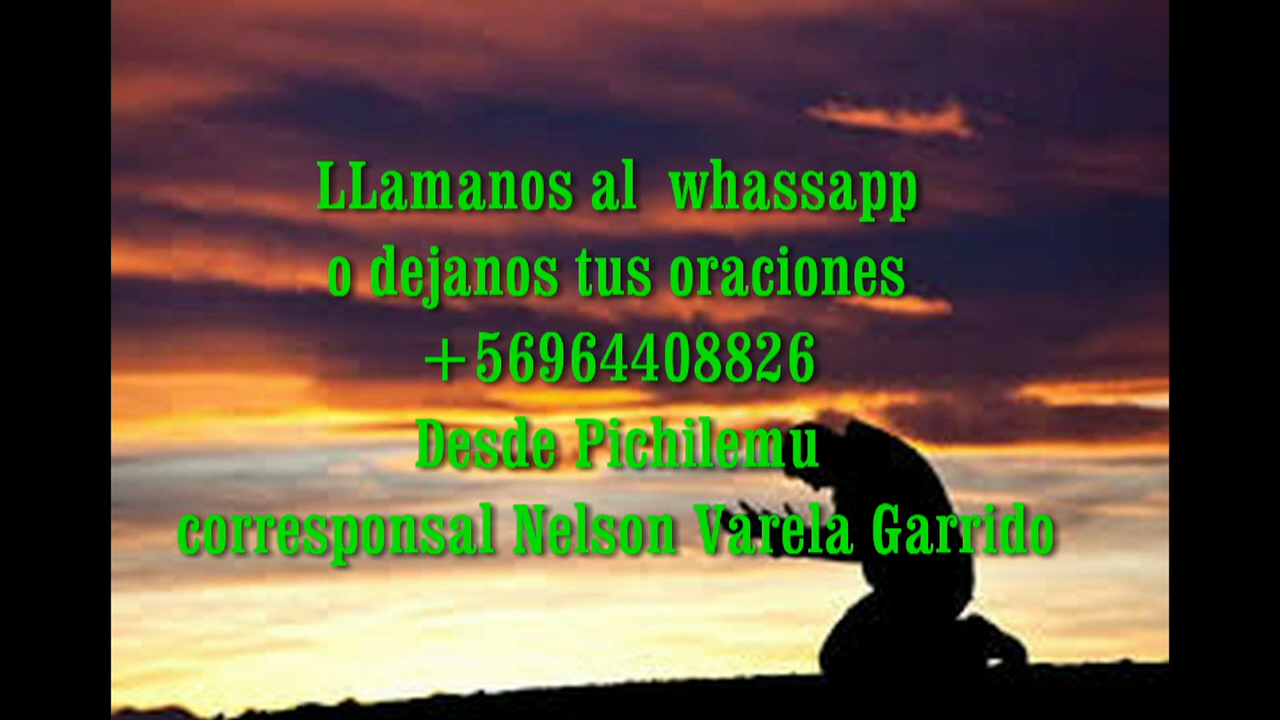 LLamanos al whassapp
o dejanos tus oraciones
+56964408826
Desde Pichilemu
corresponsal Nelson Varela Garrido